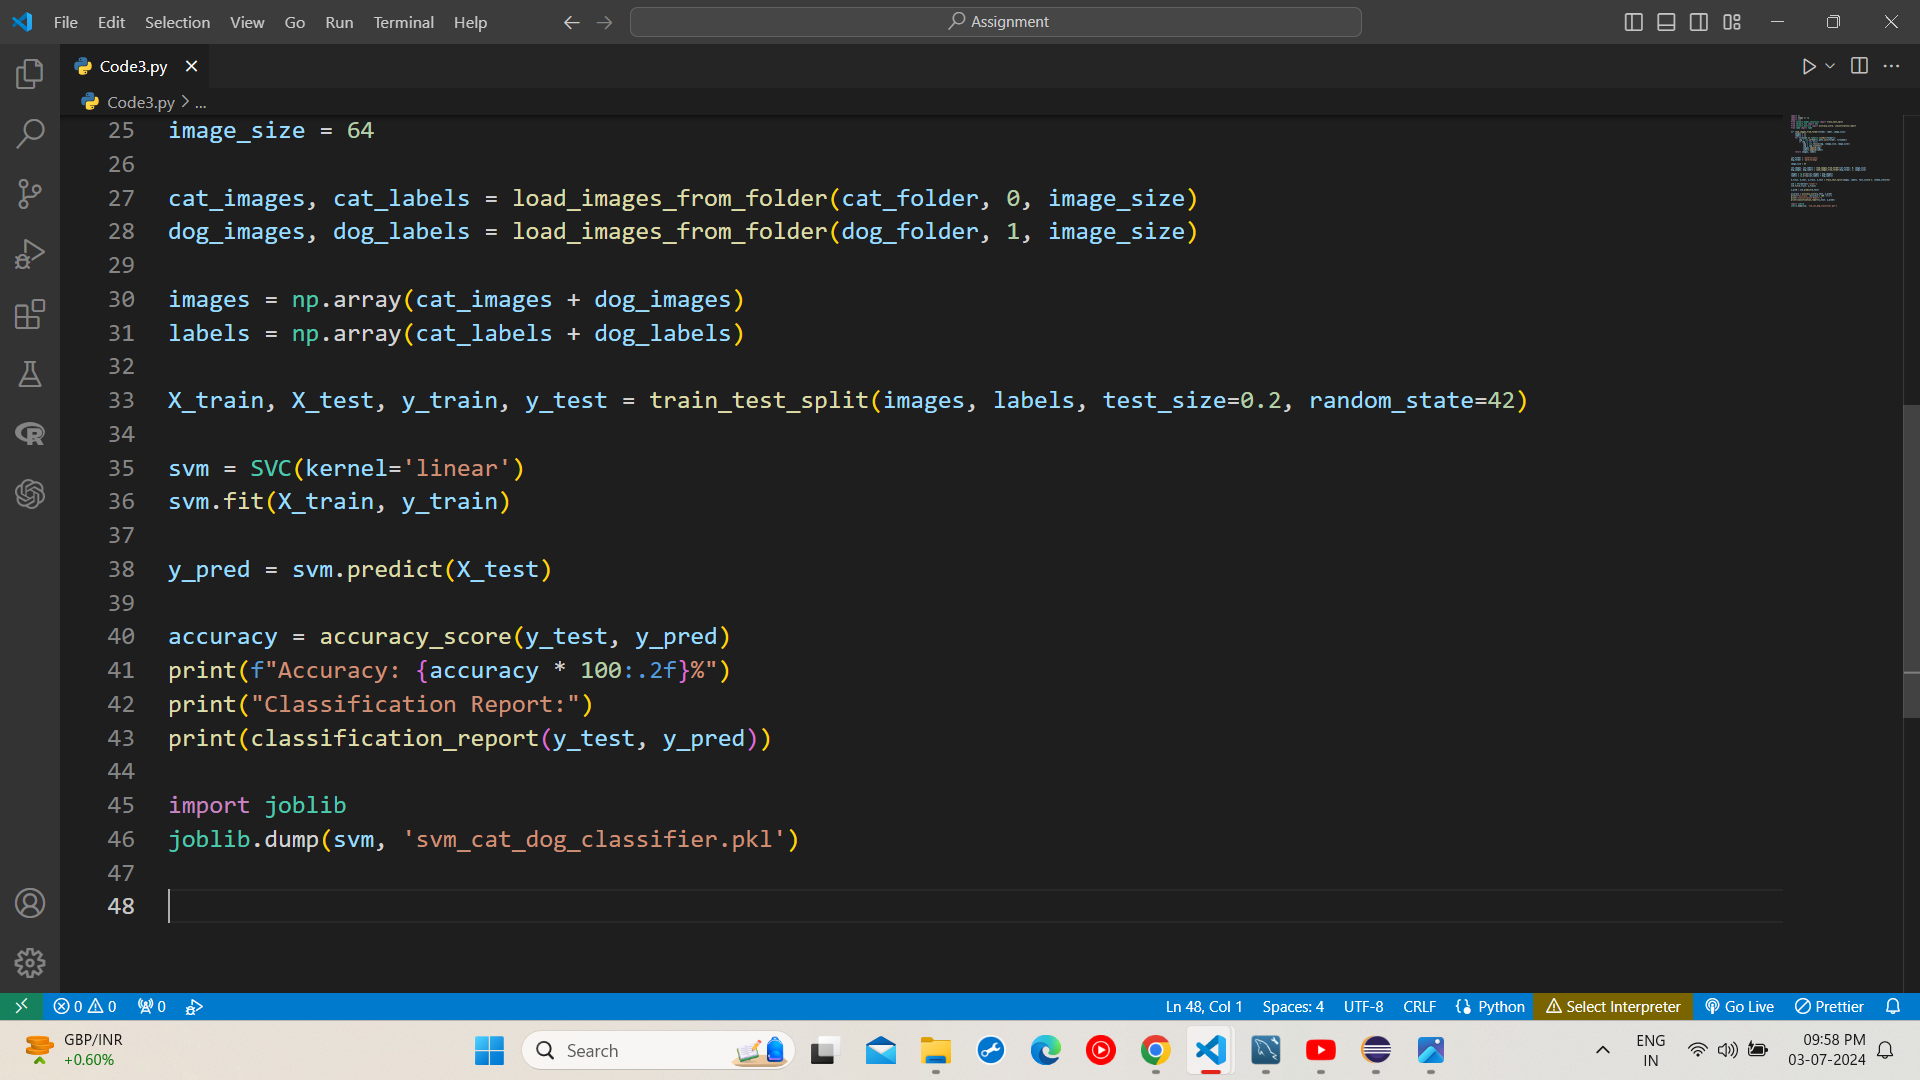 File Edit Selection View Go Run Terminal Help
Assignment
Code3.py
Code3.py > ...
25 image_size = 64
26
27 cat_images, cat_labels = load_images_from_folder(cat_folder, 0, image_size)
28 dog_images, dog_labels = load_images_from_folder(dog_folder, 1, image_size)
29
30 images = np.array(cat_images + dog_images)
31 labels = np.array(cat_labels + dog_labels)
32
33 X_train, X_test, y_train, y_test = train_test_split(images, labels, test_size=0.2, random_state=42)
34
35 svm = SVC(kernel='linear')
36 svm.fit(X_train, y_train)
37
38 y_pred = svm.predict(X_test)
39
40 accuracy = accuracy_score(y_test, y_pred)
41 print(f"Accuracy: {accuracy * 100:.2f}%")
42 print("Classification Report:")
43 print(classification_report(y_test, y_pred))
44
45 import joblib
46 joblib.dump(svm, 'svm_cat_dog_classifier.pkl')
47
48
0 0 0 Ln 48, Col 1 Spaces: 4 UTF-8 CRLF {} Python Select Interpreter Go Live Prettier
GBP/INR
+0.60%
Search
ENG
IN
09:58 PM
03-07-2024